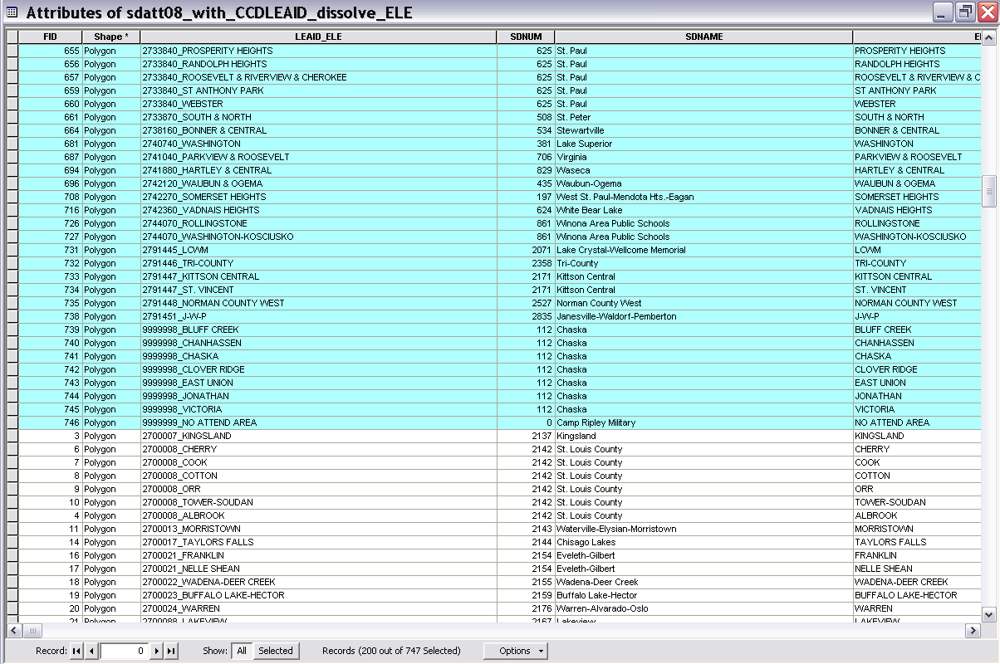 Attributes of sdatt08_with_CCDLEAID_dissolve_ELE
FID Shape * LEAID_ELE SDNUM SDNAME
655 Polygon 2733840_PROSPERITY HEIGHTS 625 St. Paul PROSPERITY HEIGHTS
656 Polygon 2733840_RANDOLPH HEIGHTS 625 St. Paul RANDOLPH HEIGHTS
657 Polygon 2733840_ROOSEVELT & RIVERVIEW & CHEROKEE 625 St. Paul ROOSEVELT & RIVERVIEW & C
659 Polygon 2733840_ST ANTHONY PARK 625 St. Paul ST ANTHONY PARK
660 Polygon 2733840_WEBSTER 625 St. Paul WEBSTER
661 Polygon 2733870_SOUTH & NORTH 508 St. Peter SOUTH & NORTH
664 Polygon 2738160_BONNER & CENTRAL 534 Stewartville BONNER & CENTRAL
681 Polygon 2740740_WASHINGTON 381 Lake Superior WASHINGTON
687 Polygon 2741040_PARKVIEW & ROOSEVELT 706 Virginia PARKVIEW & ROOSEVELT
694 Polygon 2741880_HARTLEY & CENTRAL 829 Waseca HARTLEY & CENTRAL
696 Polygon 2742120_WAUBUN & OGEMA 435 Waubun-Ogema WAUBUN & OGEMA
708 Polygon 2742270_SOMERSET HEIGHTS 197 West St. Paul-Mendota Hts.-Eagan SOMERSET HEIGHTS
716 Polygon 2742360_VADNAIS HEIGHTS 624 White Bear Lake VADNAIS HEIGHTS
726 Polygon 2744070_ROLLINGSTONE 861 Winona Area Public Schools ROLLINGSTONE
727 Polygon 2744070_WASHINGTON-KOSCIUSKO 861 Winona Area Public Schools WASHINGTON-KOSCIUSKO
731 Polygon 2791445_LCWM 2071 Lake Crystal-Wellcome Memorial LCWM
732 Polygon 2791446_TRI-COUNTY 2358 Tri-County TRI-COUNTY
733 Polygon 2791447_KITTSON CENTRAL 2171 Kittson Central KITTSON CENTRAL
734 Polygon 2791447_ST. VINCENT 2171 Kittson Central ST. VINCENT
735 Polygon 2791448_NORMAN COUNTY WEST 2527 Norman County West NORMAN COUNTY WEST
738 Polygon 2791451_J-W-P 2835 Janesville-Waldorf-Pemberton J-W-P
739 Polygon 9999998_BLUFF CREEK 112 Chaska BLUFF CREEK
740 Polygon 9999998_CHANHASSEN 112 Chaska CHANHASSEN
741 Polygon 9999998_CHASKA 112 Chaska CHASKA
742 Polygon 9999998_CLOVER RIDGE 112 Chaska CLOVER RIDGE
743 Polygon 9999998_EAST UNION 112 Chaska EAST UNION
744 Polygon 9999998_JONATHAN 112 Chaska JONATHAN
745 Polygon 9999998_VICTORIA 112 Chaska VICTORIA
746 Polygon 9999999_NO ATTEND AREA 0 Camp Ripley Military NO ATTEND AREA
3 Polygon 2700007_KINGSLAND 2137 Kingsland KINGSLAND
6 Polygon 2700008_CHERRY 2142 St. Louis County CHERRY
7 Polygon 2700008_COOK 2142 St. Louis County COOK
8 Polygon 2700008_COTTON 2142 St. Louis County COTTON
9 Polygon 2700008_ORR 2142 St. Louis County ORR
10 Polygon 2700008_TOWER-SOUDAN 2142 St. Louis County TOWER-SOUDAN
4 Polygon 2700008_ALBROOK 2142 St. Louis County ALBROOK
11 Polygon 2700013_MORRISTOWN 2143 Waterville-Elysian-Morristown MORRISTOWN
14 Polygon 2700017_TAYLORS FALLS 2144 Chisago Lakes TAYLORS FALLS
16 Polygon 2700021_FRANKLIN 2154 Eveleth-Gilbert FRANKLIN
17 Polygon 2700021_NELLE SHEAN 2154 Eveleth-Gilbert NELLE SHEAN
18 Polygon 2700022_WADENA-DEER CREEK 2155 Wadena-Deer Creek WADENA-DEER CREEK
19 Polygon 2700023_BUFFALO LAKE-HECTOR 2159 Buffalo Lake-Hector BUFFALO LAKE-HECTOR
20 Polygon 2700024_WARREN 2176 Warren-Alvarado-Oslo WARREN
21 Polygon 2700088_LAKEVIEW 2167 Lakeview LAKEVIEW
Record: 0 Show: All Selected Records (200 out of 747 Selected) Options